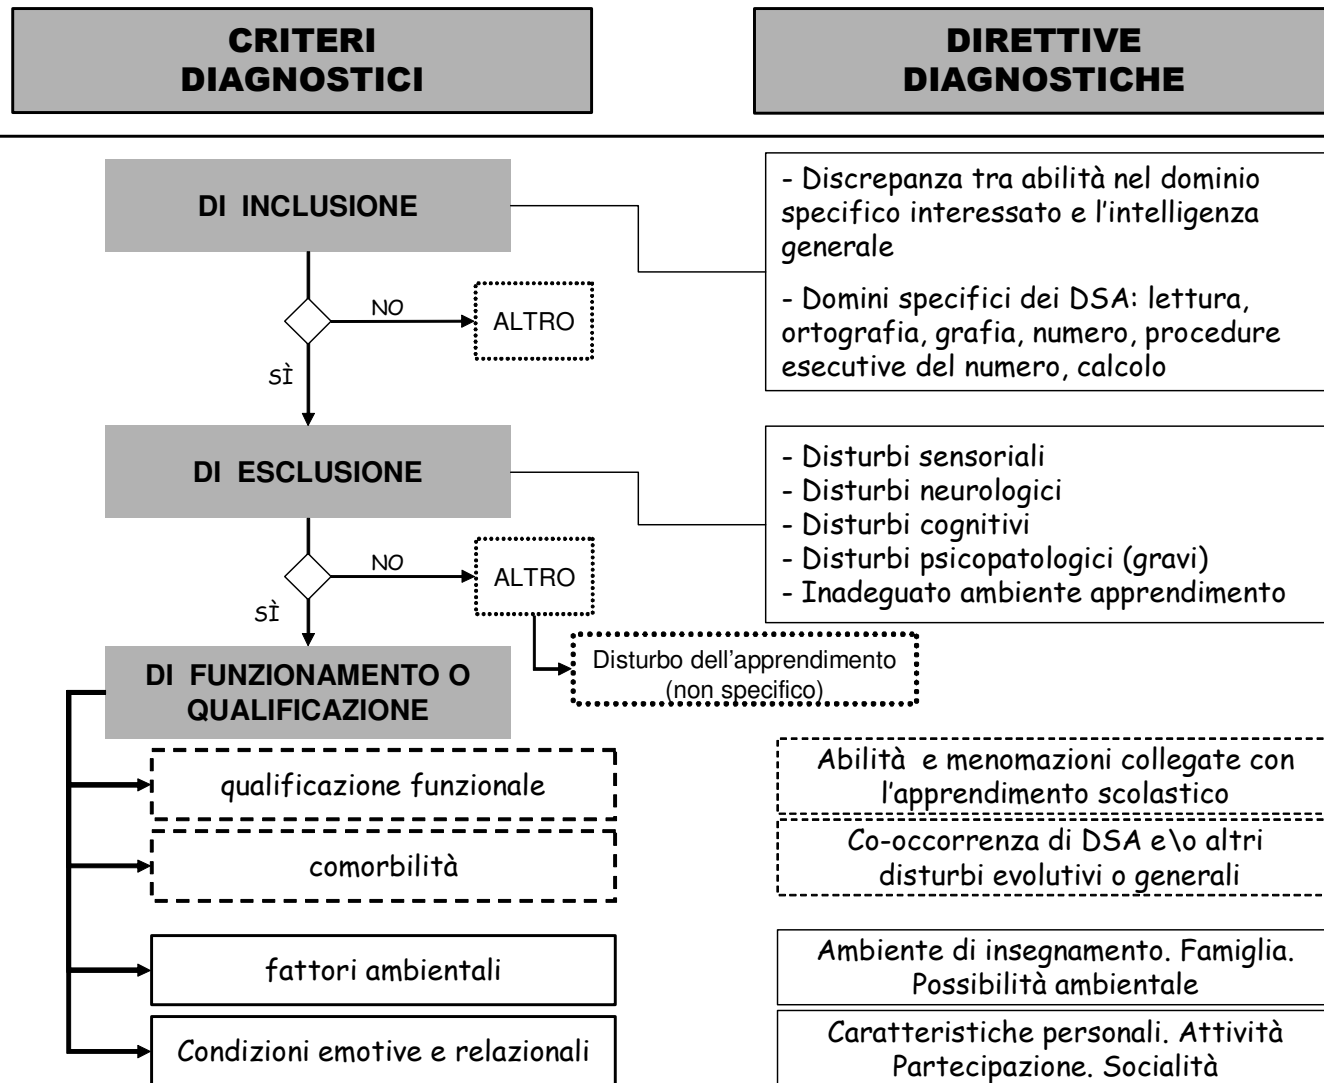 CRITERI
DIAGNOSTICI
DIRETTIVE
DIAGNOSTICHE
DI INCLUSIONE
- Discrepanza tra abilità nel dominio
specifico interessato e l'intelligenza
generale
- Domini specifici dei DSA: lettura,
ortografia, grafia, numero, procedure
esecutive del numero, calcolo
NO
ALTRO
SÌ
DI ESCLUSIONE
- Disturbi sensoriali
- Disturbi neurologici
- Disturbi cognitivi
- Disturbi psicopatologici (gravi)
- Inadeguato ambiente apprendimento
NO
ALTRO
SÌ
Disturbo dell'apprendimento
(non specifico)
DI FUNZIONAMENTO O
QUALIFICAZIONE
qualificazione funzionale
Abilità e menomazioni collegate con
l'apprendimento scolastico
comorbilità
Co-occorrenza di DSA e\o altri
disturbi evolutivi o generali
fattori ambientali
Ambiente di insegnamento. Famiglia.
Possibilità ambientale
Condizioni emotive e relazionali
Caratteristiche personali. Attività
Partecipazione. Socialità